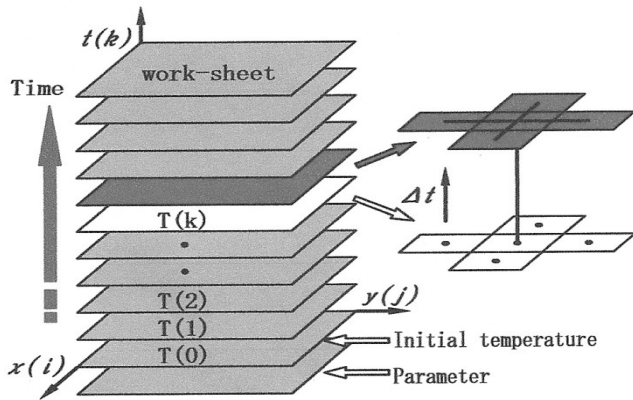 t(k)
work-sheet
Time
T(k)
Δt
T(2)
y(j)
T(1)
Initial temperature
T(0)
x(i)
Parameter